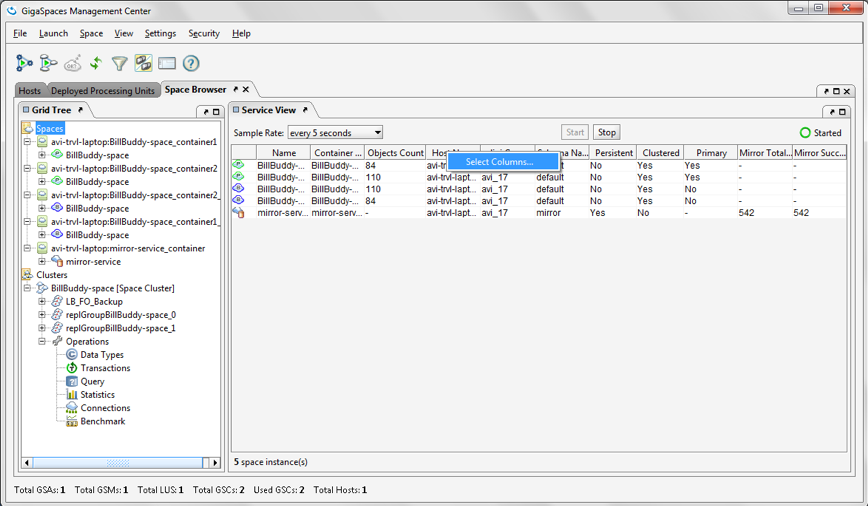 GigaSpaces Management Center
File Launch Space View Settings Security Help
Hosts Deployed Processing Units Space Browser
Grid Tree
Spaces
avi-trvl-laptop:BillBuddy-space_container1
BillBuddy-space
avi-trvl-laptop:BillBuddy-space_container2
BillBuddy-space
avi-trvl-laptop:BillBuddy-space_container2_
BillBuddy-space
avi-trvl-laptop:BillBuddy-space_container1_
BillBuddy-space
avi-trvl-laptop:mirror-service_container
mirror-service
Clusters
BillBuddy-space [Space Cluster]
LB_FO_Backup
replGroupBillBuddy-space_0
replGroupBillBuddy-space_1
Operations
Data Types
Transactions
Query
Statistics
Connections
Benchmark
Service View
Sample Rate: every 5 seconds Start Stop Started
Name Container ... Objects Count Persistent Clustered Primary Mirror Total... Mirror Succ...
Select Columns...
BillBuddy-... BillBuddy-... 84 avi-tr default No Yes Yes - -
BillBuddy-... BillBuddy-... 110 avi-trvl-lapt... avi_17 default No Yes Yes - -
BillBuddy-... BillBuddy-... 110 avi-trvl-lapt... avi_17 default No Yes No - -
BillBuddy-... BillBuddy-... 84 avi-trvl-lapt... avi_17 default No Yes No - -
mirror-serv... mirror-serv... - avi-trvl-lapt... avi_17 mirror Yes No - 542 542
5 space instance(s)
Total GSAs: 1 Total GSMs: 1 Total LUS: 1 Total GSCs: 2 Used GSCs: 2 Total Hosts: 1